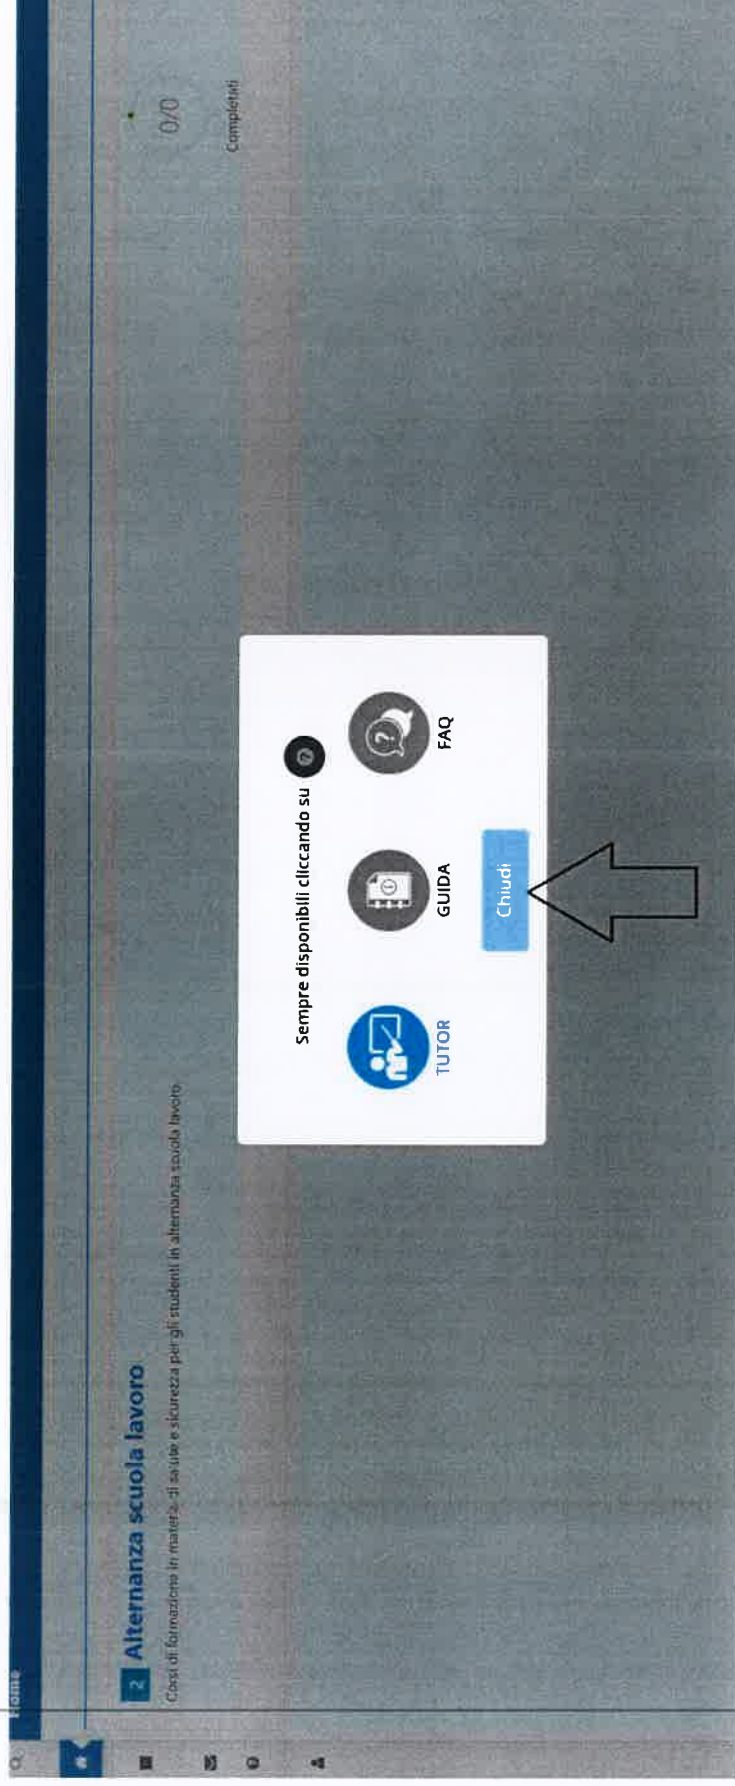 Home
2 Alternanza scuola lavoro
Corsi di formazione in materia di salute e sicurezza per gli studenti in alternanza scuola lavoro
0/0
Completati
Sempre disponibili cliccando su
TUTOR
GUIDA
FAQ
Chiudi